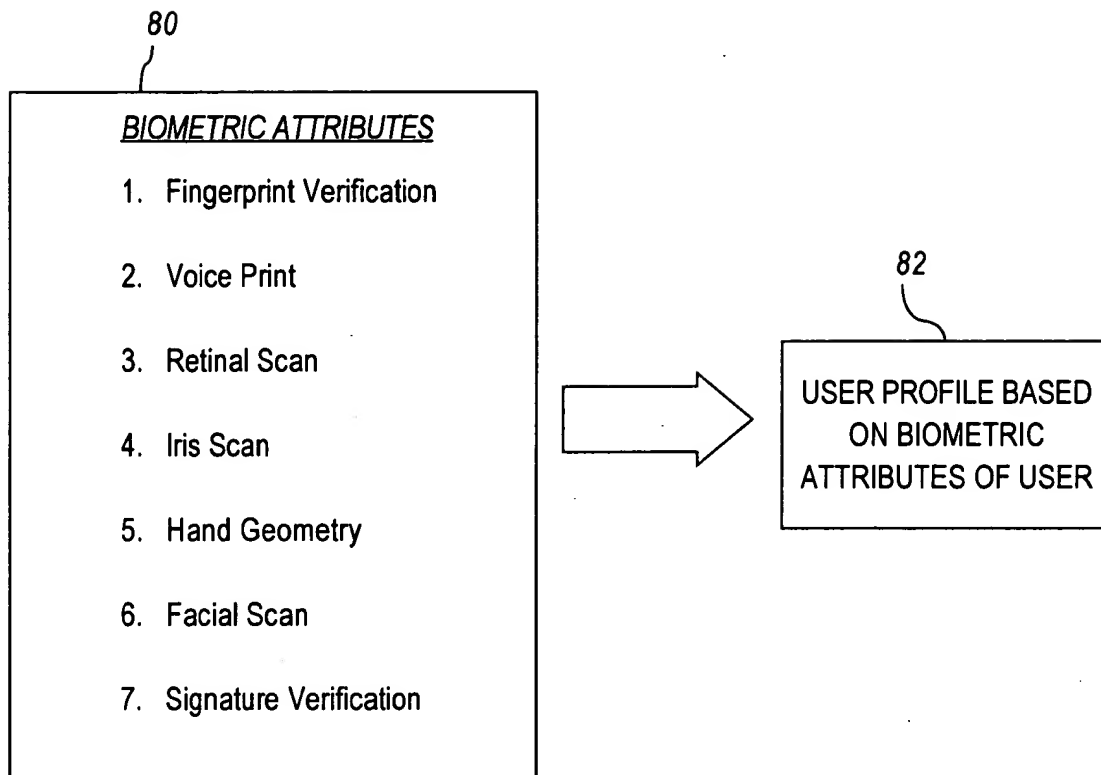 80
BIOMETRIC ATTRIBUTES
1. Fingerprint Verification
2. Voice Print
3. Retinal Scan
4. Iris Scan
5. Hand Geometry
6. Facial Scan
7. Signature Verification
82
USER PROFILE BASED
ON BIOMETRIC
ATTRIBUTES OF USER